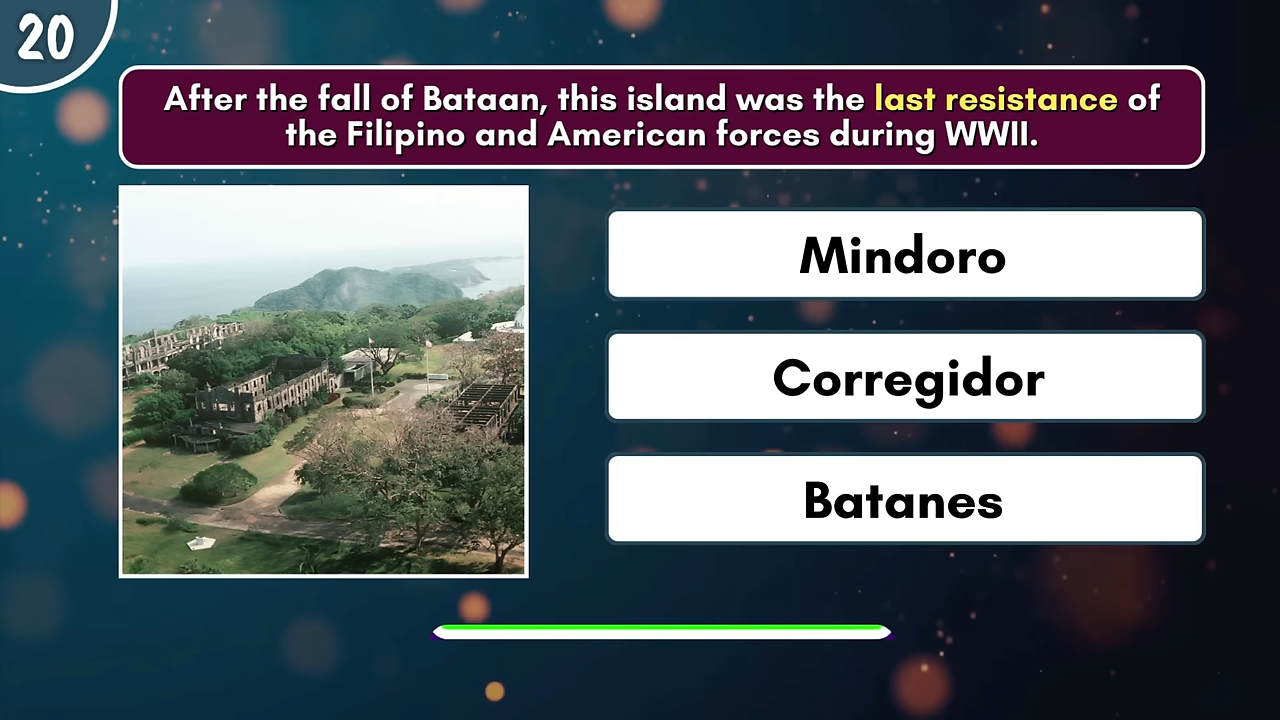 20
After the fall of Bataan, this island was the last resistance of
the Filipino and American forces during WWII.
Mindoro
Corregidor
Batanes